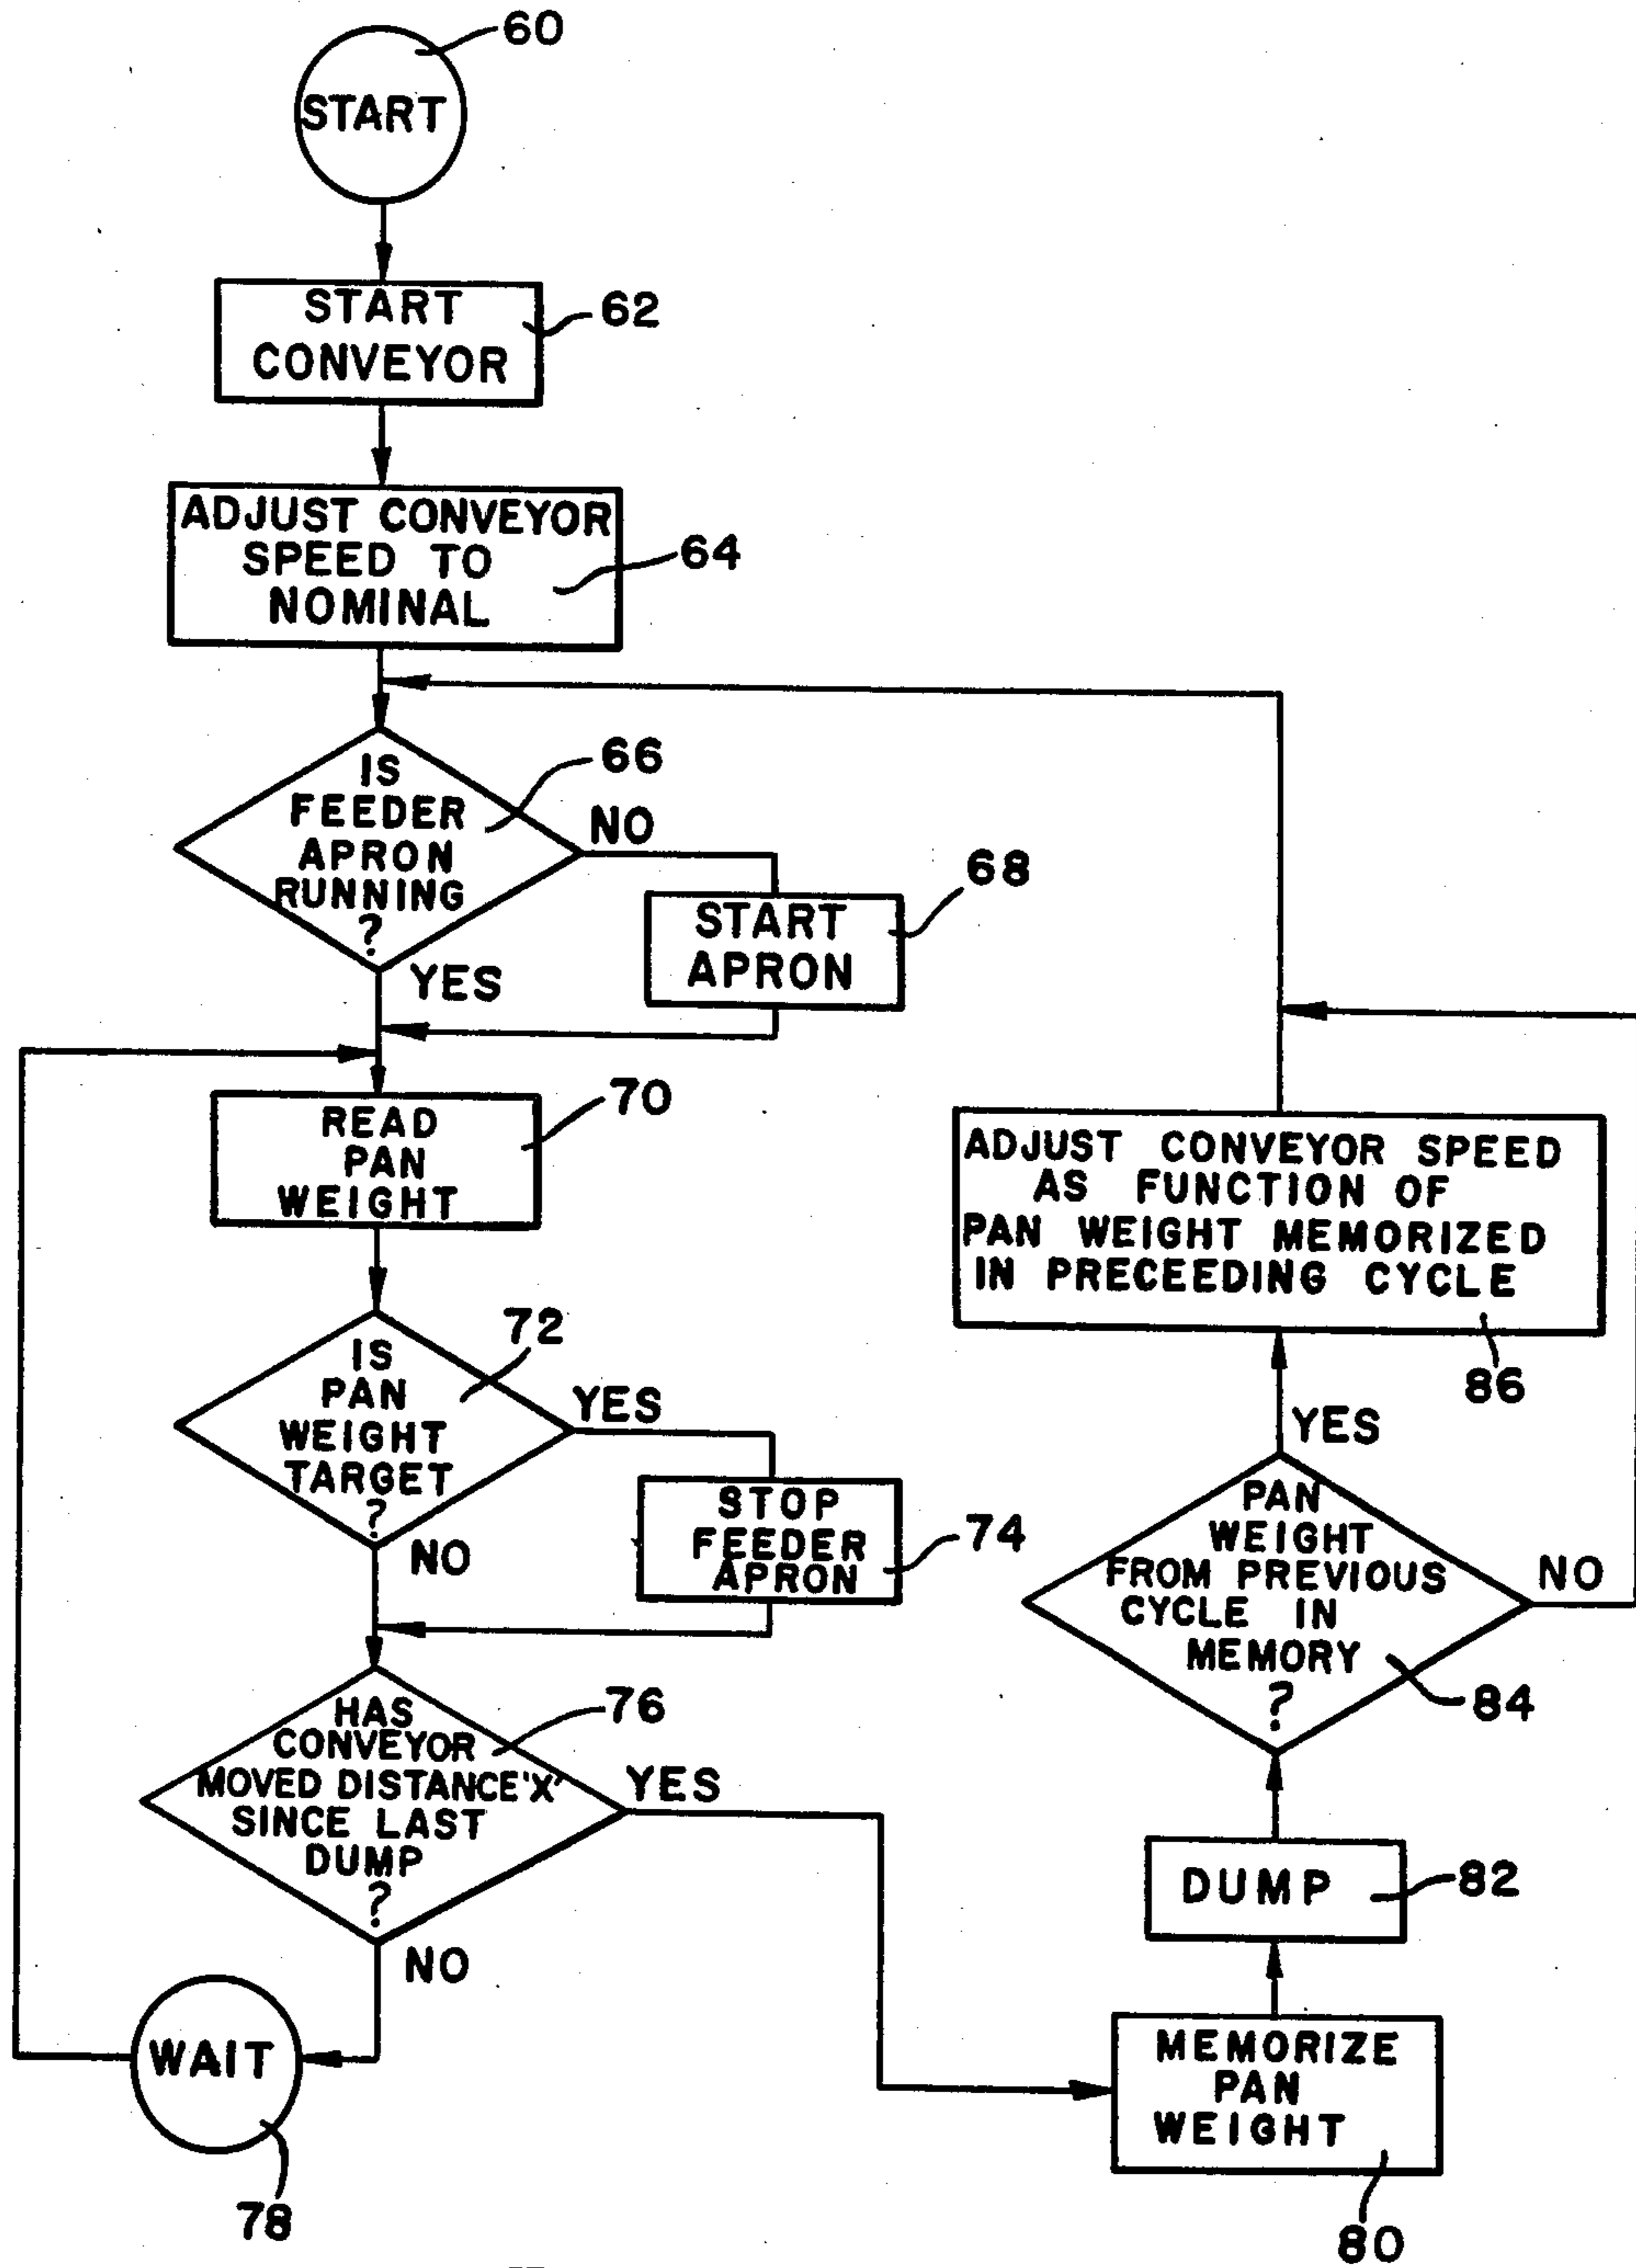 60
START
START
CONVEYOR
62
ADJUST CONVEYOR
SPEED TO
NOMINAL
64
IS
FEEDER
APRON
RUNNING
?
66
NO
YES
START
APRON
68
READ
PAN
WEIGHT
70
IS
PAN
WEIGHT
TARGET
?
72
YES
NO
STOP
FEEDER
APRON
74
HAS
CONVEYOR
MOVED DISTANCE'X'
SINCE LAST
DUMP
?
76
YES
NO
WAIT
78
ADJUST CONVEYOR SPEED
AS FUNCTION OF
PAN WEIGHT MEMORIZED
IN PRECEEDING CYCLE
86
YES
PAN
WEIGHT
FROM PREVIOUS
CYCLE IN
MEMORY
?
NO
84
DUMP
82
MEMORIZE
PAN
WEIGHT
80